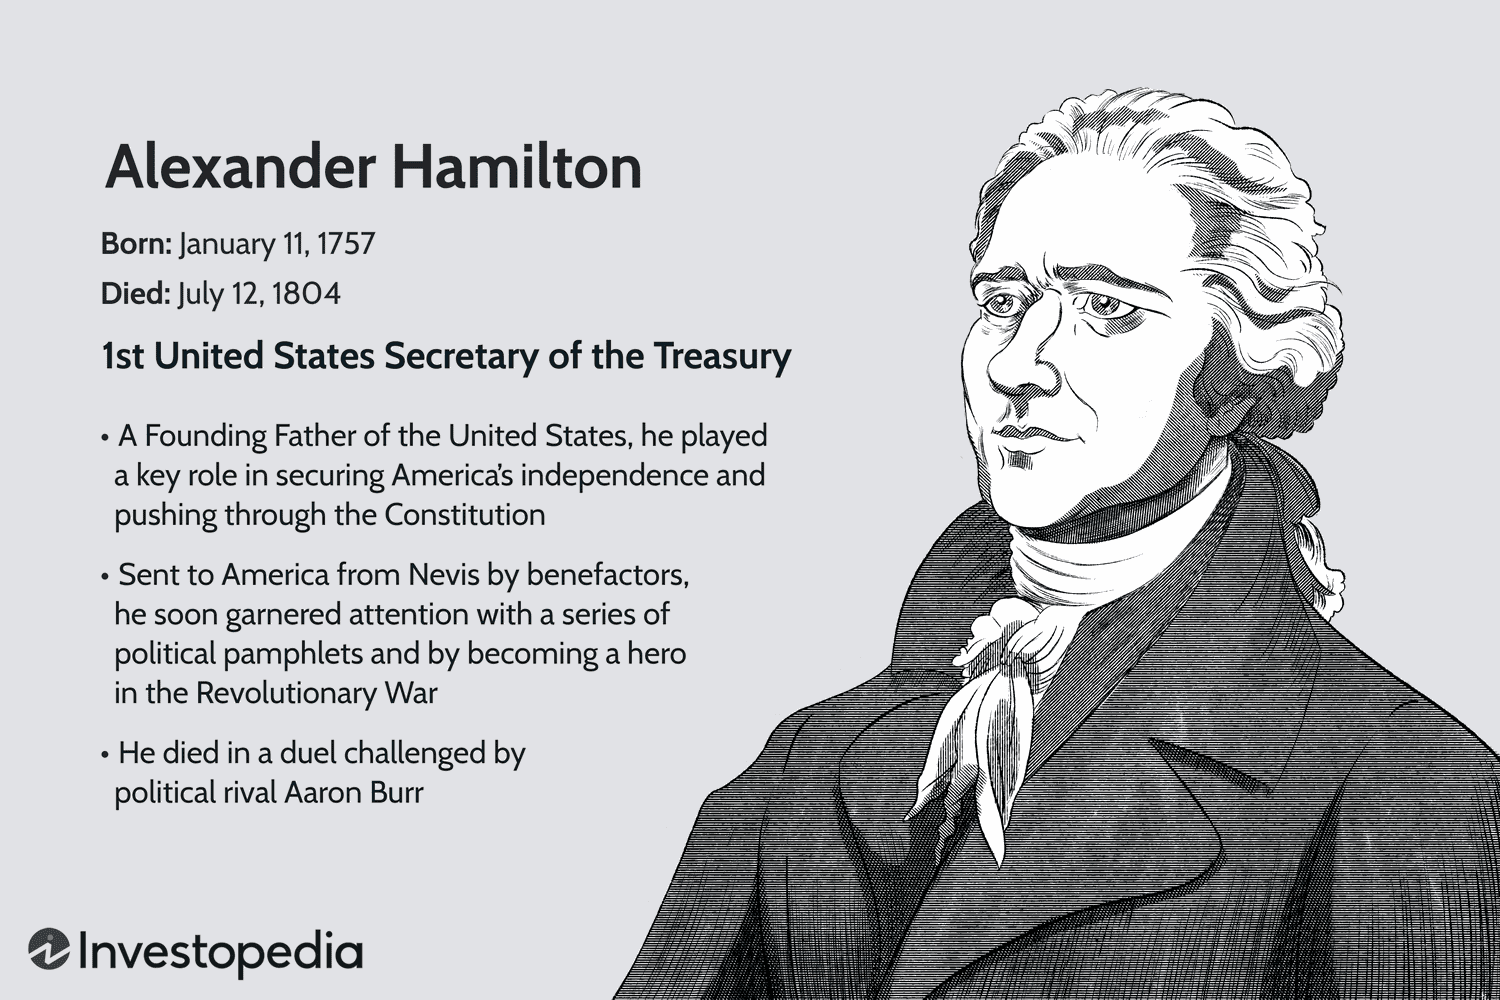 Alexander Hamilton
Born: January 11, 1757
Died: July 12, 1804
1st United States Secretary of the Treasury
• A Founding Father of the United States, he played
a key role in securing America's independence and
pushing through the Constitution
• Sent to America from Nevis by benefactors,
he soon garnered attention with a series of
political pamphlets and by becoming a hero
in the Revolutionary War
• He died in a duel challenged by
political rival Aaron Burr
Investopedia